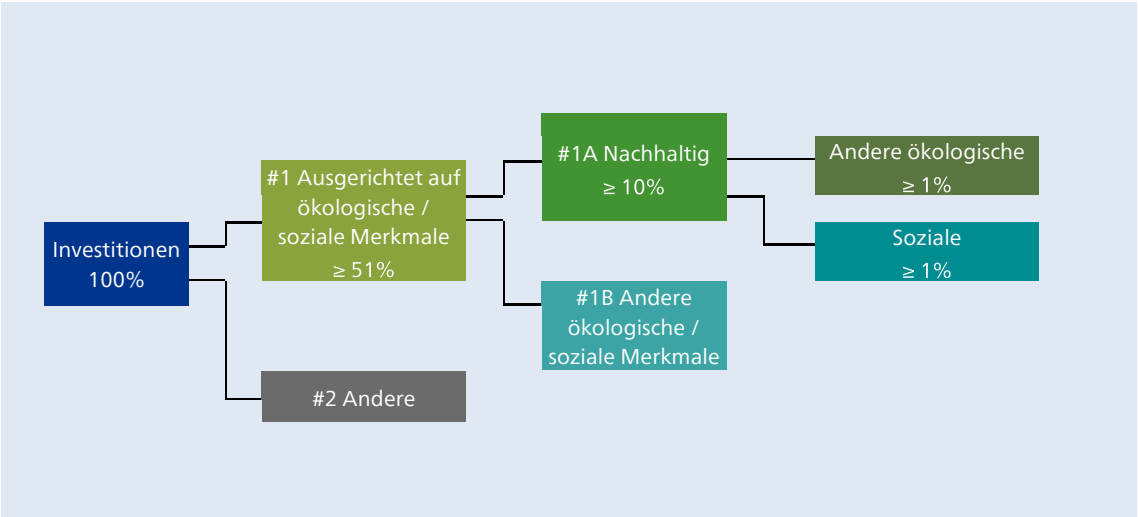 Investitionen
100%
#1 Ausgerichtet auf
ökologische /
soziale Merkmale
≥ 51%
#2 Andere
#1A Nachhaltig
≥ 10%
#1B Andere
ökologische /
soziale Merkmale
Andere ökologische
≥ 1%
Soziale
≥ 1%